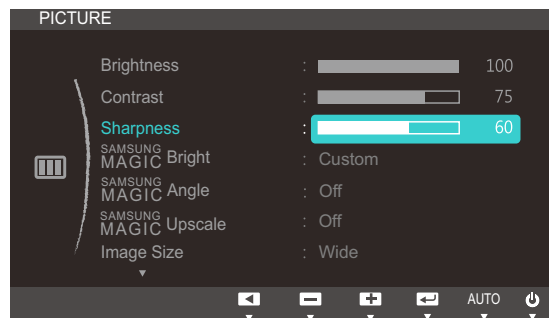 PICTURE
Brightness : 100
Contrast : 75
Sharpness : 60
SAMSUNG MAGIC Bright : Custom
SAMSUNG MAGIC Angle : Off
SAMSUNG MAGIC Upscale : Off
Image Size : Wide
AUTO